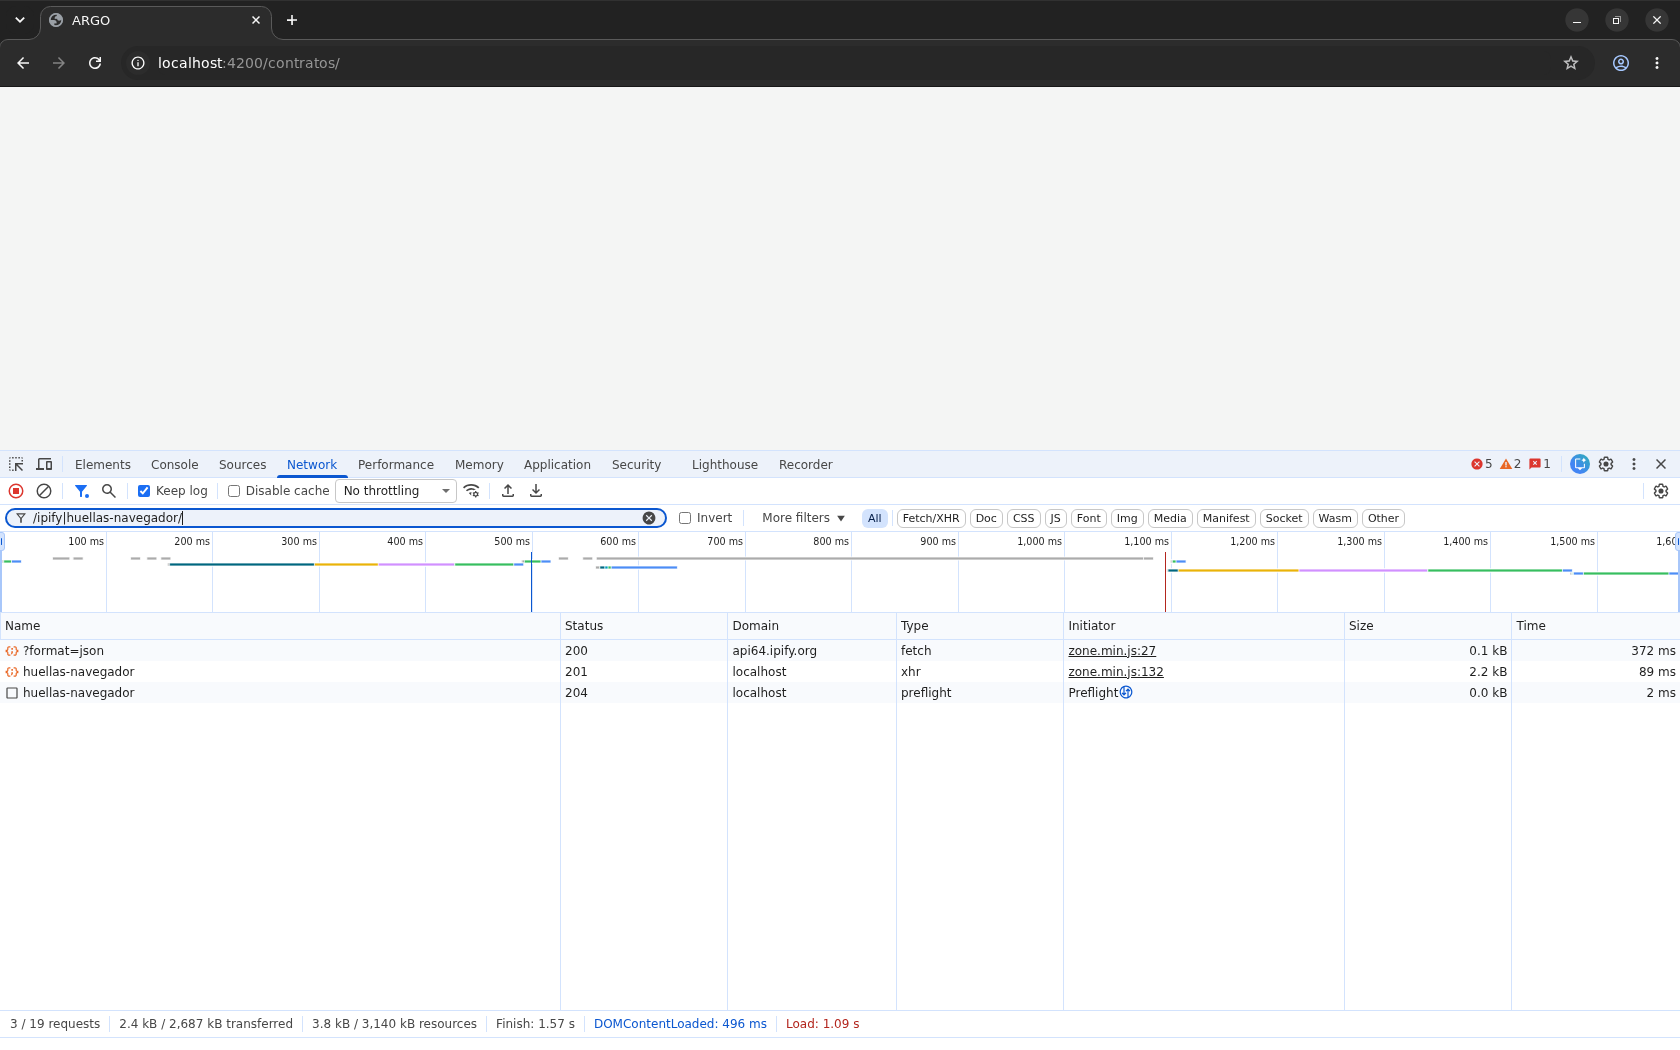 ARGO
localhost:4200/contratos/
Elements Console Sources Network Performance Memory Application Security Lighthouse Recorder 5 2 1
Keep log Disable cache No throttling
/ipify|huellas-navegador/ Invert More filters All Fetch/XHR Doc CSS JS Font Img Media Manifest Socket Wasm Other
100 ms 200 ms 300 ms 400 ms 500 ms 600 ms 700 ms 800 ms 900 ms 1,000 ms 1,100 ms 1,200 ms 1,300 ms 1,400 ms 1,500 ms
Name Status Domain Type Initiator Size Time
?format=json 200 api64.ipify.org fetch zone.min.js:27 0.1 kB 372 ms
huellas-navegador 201 localhost xhr zone.min.js:132 2.2 kB 89 ms
huellas-navegador 204 localhost preflight Preflight 0.0 kB 2 ms
3 / 19 requests 2.4 kB / 2,687 kB transferred 3.8 kB / 3,140 kB resources Finish: 1.57 s DOMContentLoaded: 496 ms Load: 1.09 s